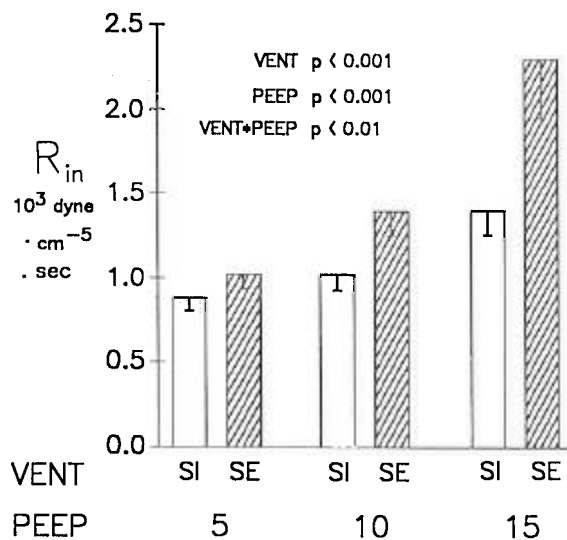 2.5
VENT p < 0.001
PEEP p < 0.001
VENT*PEEP p < 0.01
2.0
R_in
10³ dyne
· cm⁻⁵
. sec
1.5
1.0
0.5
0.0
VENT SI SE SI SE SI SE
PEEP 5 10 15